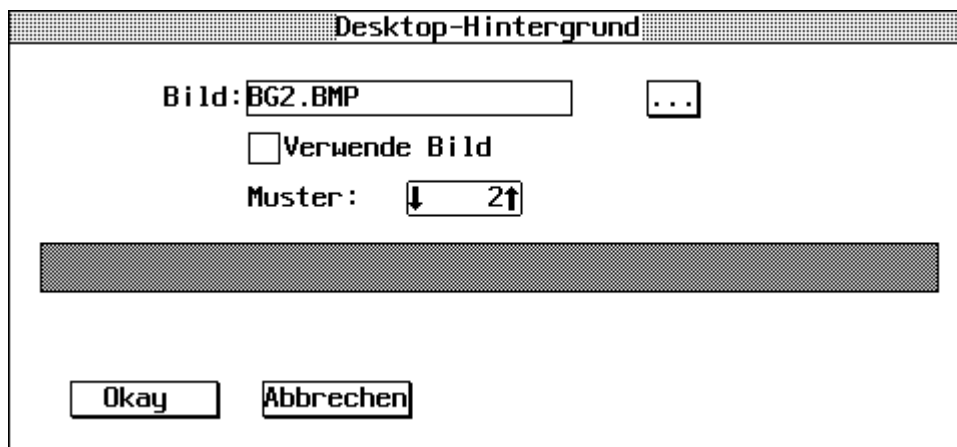 Desktop-Hintergrund
Bild: BG2.BMP ...
Verwende Bild
Muster: 2
Okay Abbrechen